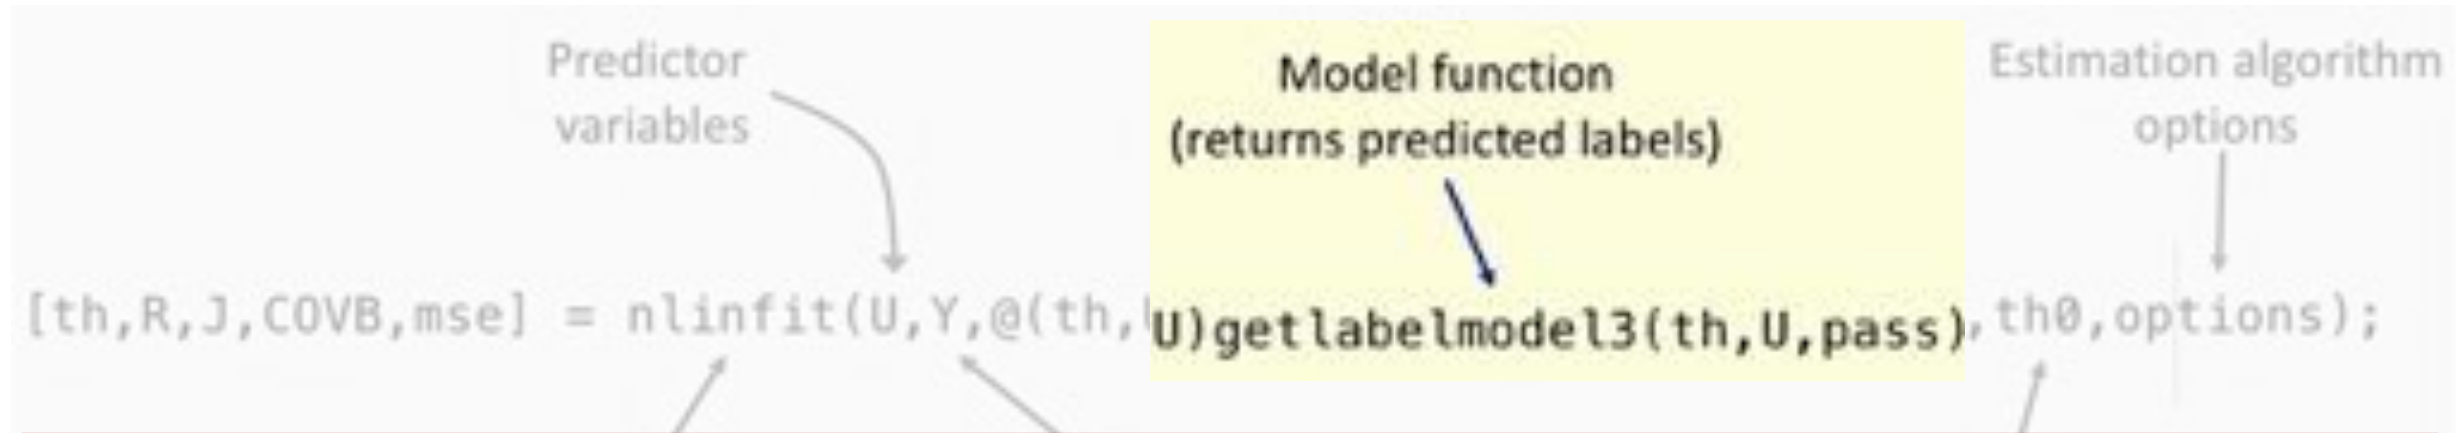 Predictor
variables
Model function
(returns predicted labels)
Estimation algorithm
options
[th,R,J,COVB,mse] = nlinfit(U,Y,@(th,U)getlabelmodel3(th,U,pass),th0,options);